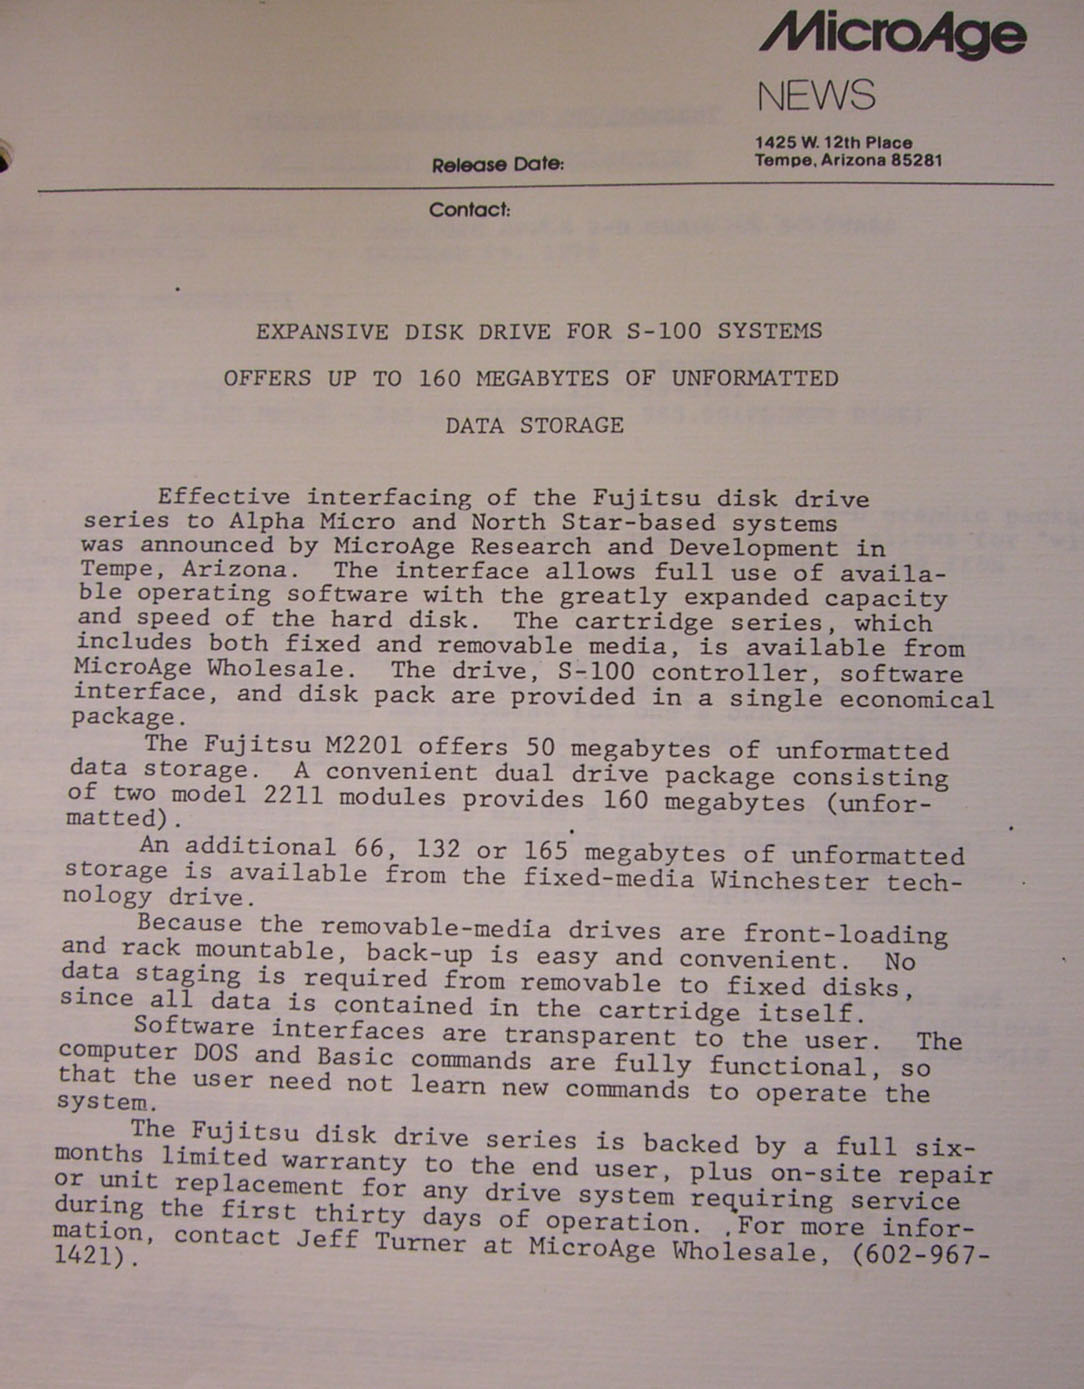 MicroAge
NEWS
1425 W. 12th Place
Tempe, Arizona 85281
Release Date:
Contact:
EXPANSIVE DISK DRIVE FOR S-100 SYSTEMS
OFFERS UP TO 160 MEGABYTES OF UNFORMATTED
DATA STORAGE
Effective interfacing of the Fujitsu disk drive
series to Alpha Micro and North Star-based systems
was announced by MicroAge Research and Development in
Tempe, Arizona. The interface allows full use of availa-
ble operating software with the greatly expanded capacity
and speed of the hard disk. The cartridge series, which
includes both fixed and removable media, is available from
MicroAge Wholesale. The drive, S-100 controller, software
interface, and disk pack are provided in a single economical
package.
The Fujitsu M2201 offers 50 megabytes of unformatted
data storage. A convenient dual drive package consisting
of two model 2211 modules provides 160 megabytes (unfor-
matted).
An additional 66, 132 or 165 megabytes of unformatted
storage is available from the fixed-media Winchester tech-
nology drive.
Because the removable-media drives are front-loading
and rack mountable, back-up is easy and convenient. No
data staging is required from removable to fixed disks,
since all data is contained in the cartridge itself.
Software interfaces are transparent to the user. The
computer DOS and Basic commands are fully functional, so
that the user need not learn new commands to operate the
system.
The Fujitsu disk drive series is backed by a full six-
months limited warranty to the end user, plus on-site repair
or unit replacement for any drive system requiring service
during the first thirty days of operation. For more infor-
mation, contact Jeff Turner at MicroAge Wholesale, (602-967-
1421).